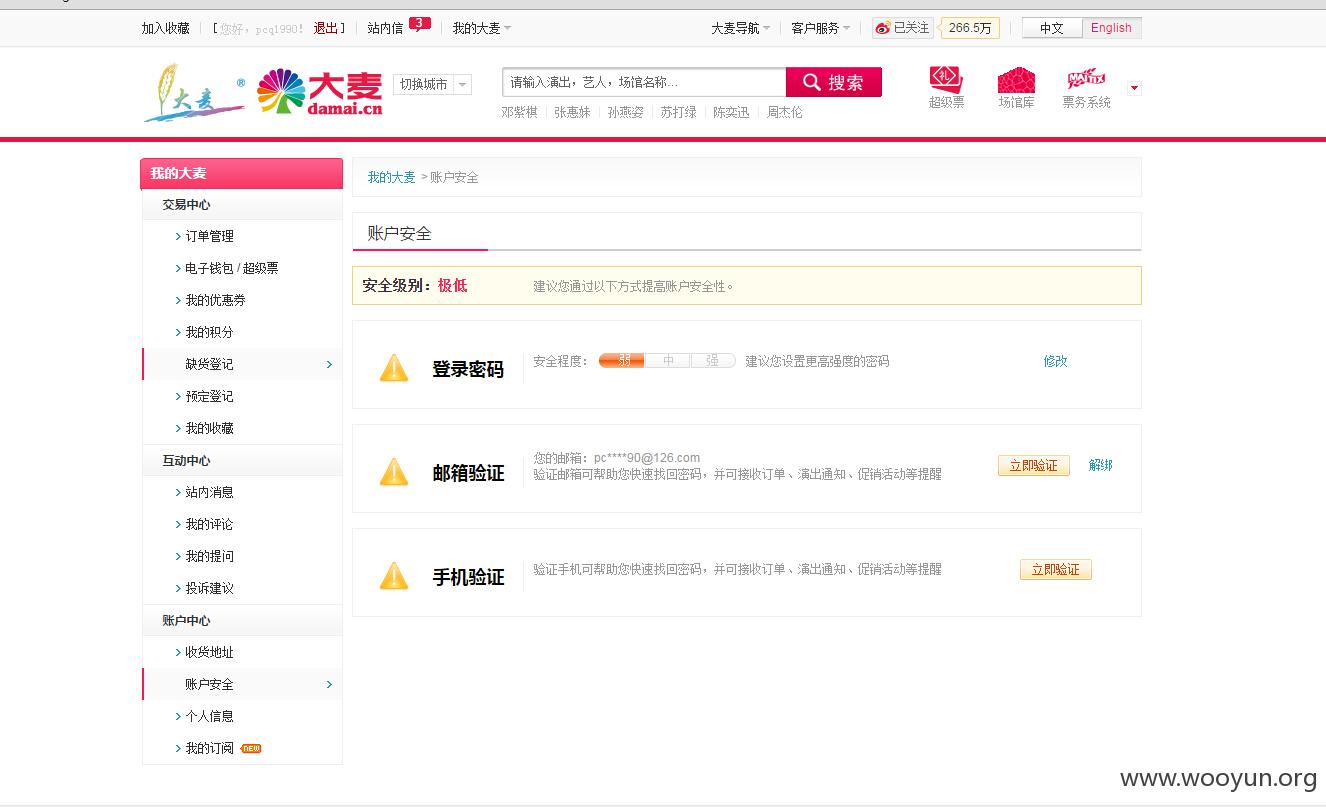 加入收藏 [ 您好，pcq1990! 退出 ] 站内信 3 我的大麦 大麦导航 客户服务 已关注 266.5万 中文 English
大麦 ® 大麦 damai.cn 切换城市 请输入演出，艺人，场馆名称... 搜索 超级票 场馆库 票务系统
邓紫棋 张惠妹 孙燕姿 苏打绿 陈奕迅 周杰伦
我的大麦
交易中心
订单管理
电子钱包 / 超级票
我的优惠券
我的积分
缺货登记
预定登记
我的收藏
互动中心
站内消息
我的评论
我的提问
投诉建议
账户中心
收货地址
账户安全
个人信息
我的订阅 NEW
我的大麦 > 账户安全
账户安全
安全级别：极低 建议您通过以下方式提高账户安全性。
登录密码 安全程度： 弱 中 强 建议您设置更高强度的密码 修改
邮箱验证 您的邮箱：pc****90@126.com
验证邮箱可帮助您快速找回密码，并可接收订单、演出通知、促销活动等提醒 立即验证 解绑
手机验证 验证手机可帮助您快速找回密码，并可接收订单、演出通知、促销活动等提醒 立即验证
www.wooyun.org